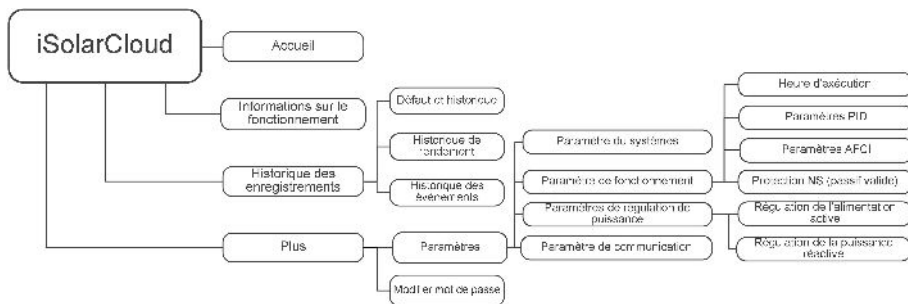 iSolarCloud
Accueil
Informations sur le
fonctionnement
Historique des
enregistrements
Défaut et historique
Historique de
rendement
Historique des
événements
Plus
Paramètres
Modifier mot de passe
Paramètre du systèmes
Paramètre de fonctionnement
Paramètres de régulation de
puissance
Paramètre de communication
Heure d'exécution
Paramètres PID
Paramètres AFCI
Protection NS (passif valide)
Régulation de l'alimentation
active
Régulation de la puissance
réactive